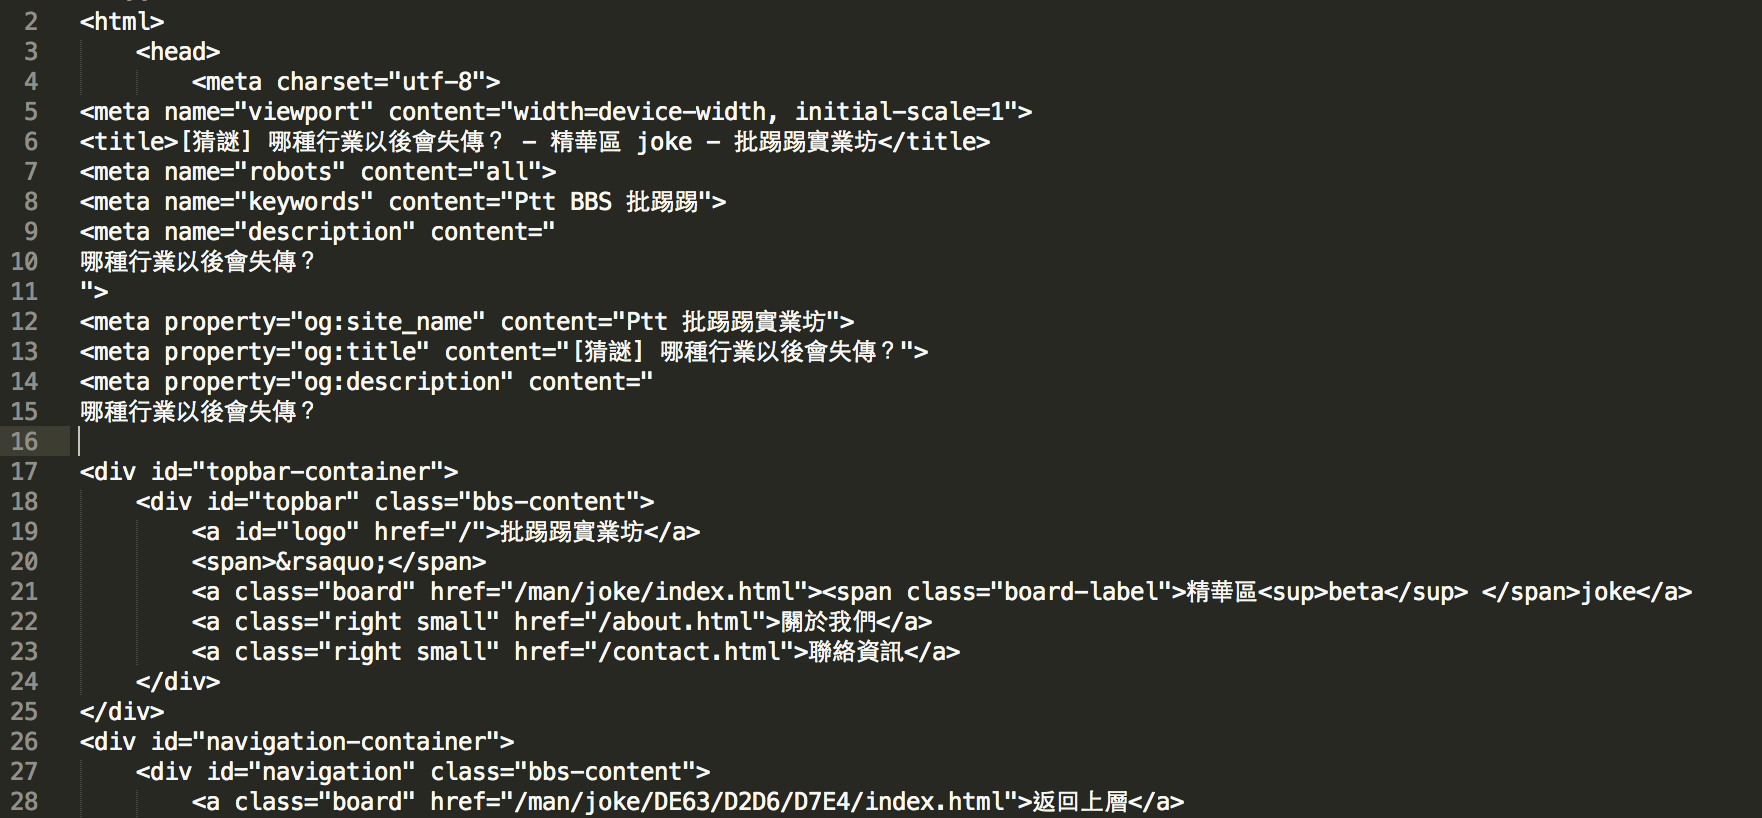 2 <html>
3 <head>
4 <meta charset="utf-8">
5 <meta name="viewport" content="width=device-width, initial-scale=1">
6 <title>[猜謎] 哪種行業以後會失傳？ - 精華區 joke - 批踢踢實業坊</title>
7 <meta name="robots" content="all">
8 <meta name="keywords" content="Ptt BBS 批踢踢">
9 <meta name="description" content="
10 哪種行業以後會失傳？
11 ">
12 <meta property="og:site_name" content="Ptt 批踢踢實業坊">
13 <meta property="og:title" content="[猜謎] 哪種行業以後會失傳？">
14 <meta property="og:description" content="
15 哪種行業以後會失傳？
16
17 <div id="topbar-container">
18 <div id="topbar" class="bbs-content">
19 <a id="logo" href="/">批踢踢實業坊</a>
20 <span>&rsaquo;</span>
21 <a class="board" href="/man/joke/index.html"><span class="board-label">精華區<sup>beta</sup> </span>joke</a>
22 <a class="right small" href="/about.html">關於我們</a>
23 <a class="right small" href="/contact.html">聯絡資訊</a>
24 </div>
25 </div>
26 <div id="navigation-container">
27 <div id="navigation" class="bbs-content">
28 <a class="board" href="/man/joke/DE63/D2D6/D7E4/index.html">返回上層</a>